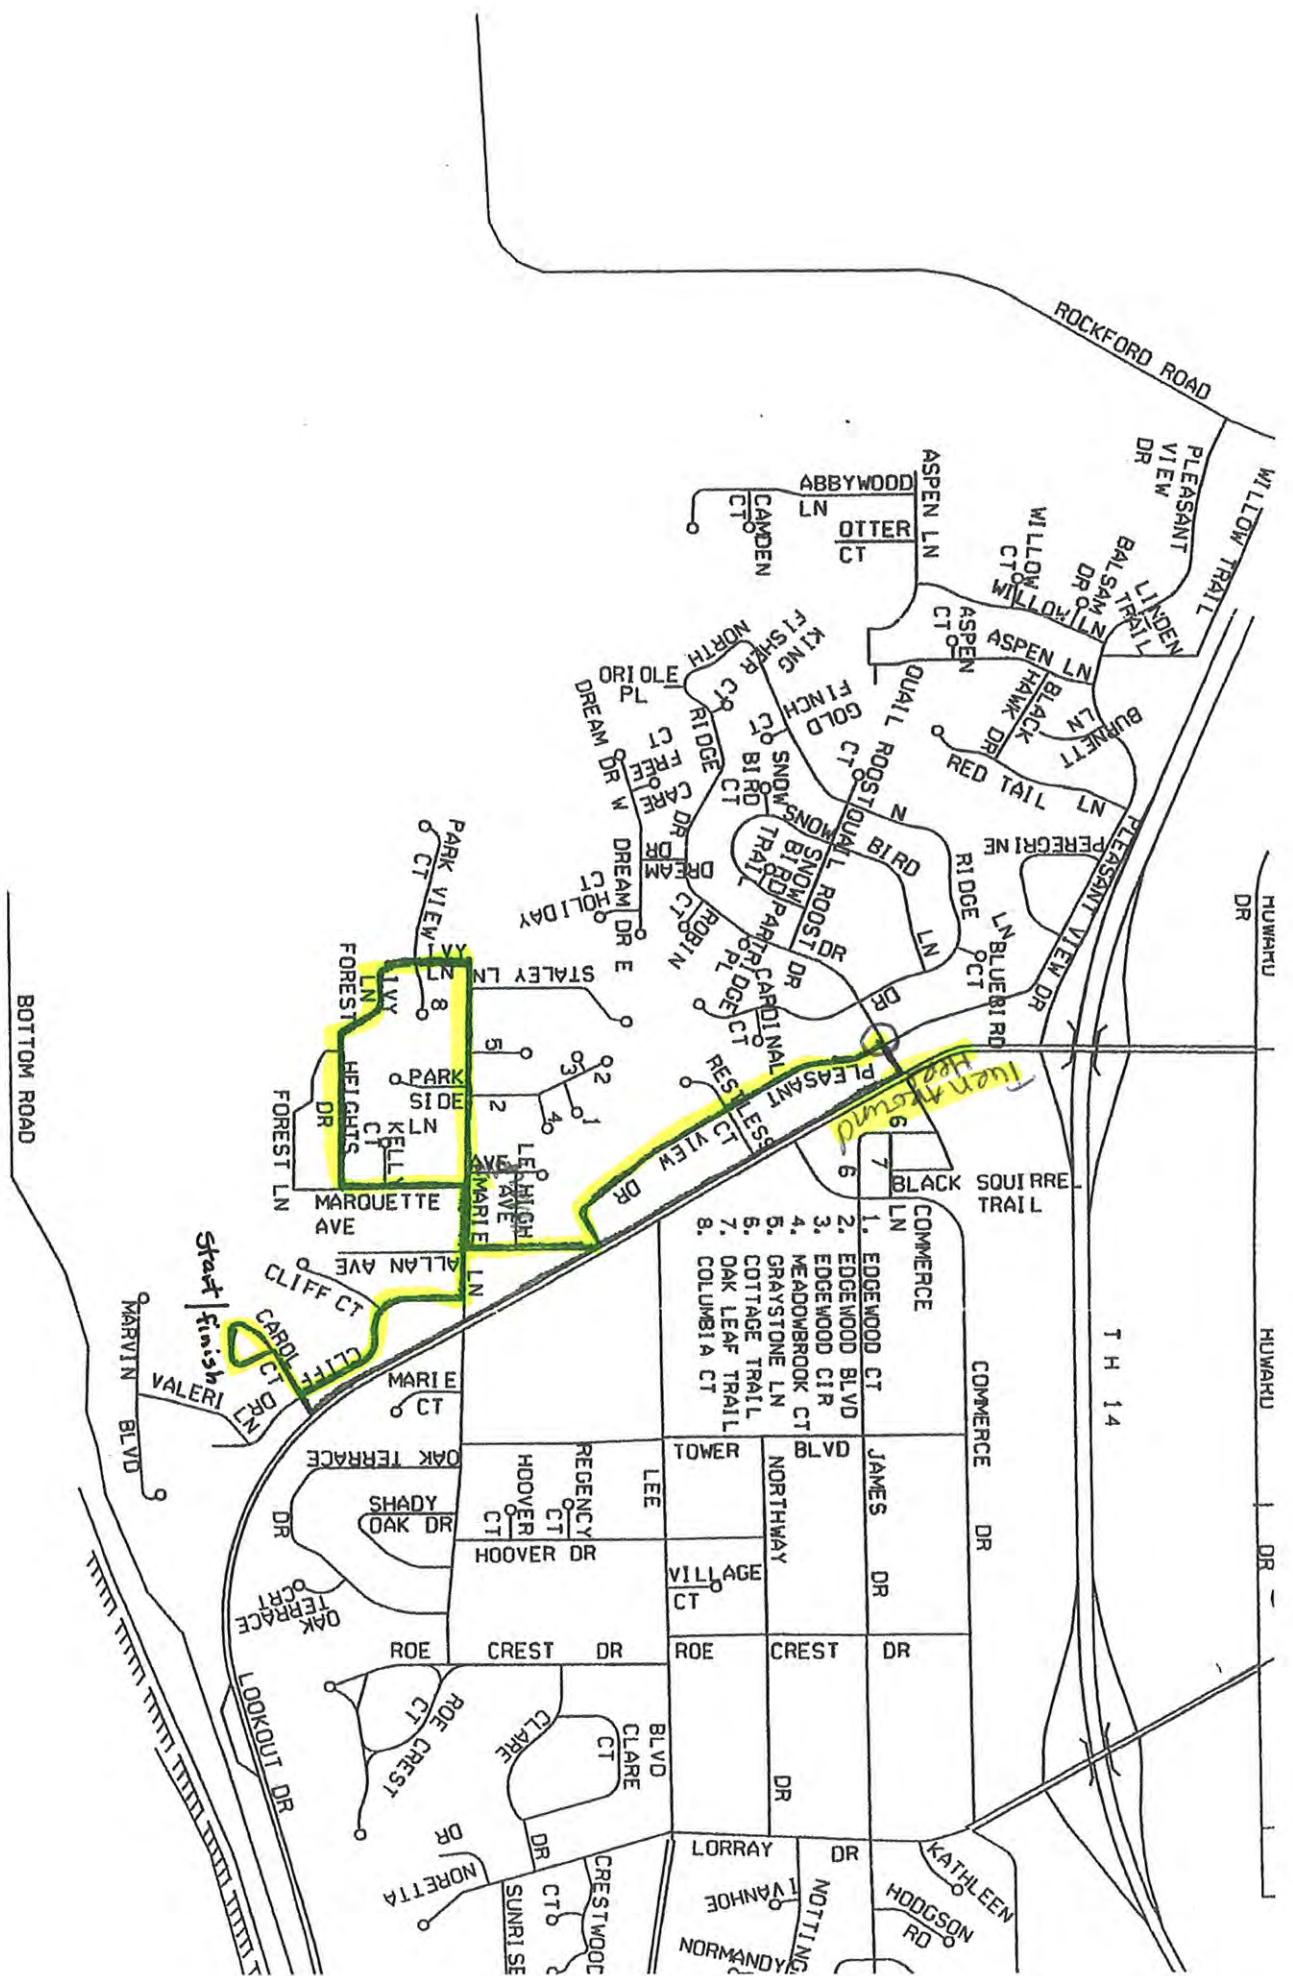 ROCKFORD ROAD
WILLOW TRAIL
PLEASANT
VIEW
DR
ASPEN LN
ABBYWOOD
LN
OTTER
CT
CAMDEN
CT
WILLOW
CT
BALSAM
DR
LINDEN
TRAIL
WILLOW LN
ASPEN
CT
ASPEN LN
BLACK
HAWK DR
BURNETT
LN
RED TAIL LN
PEREGRINE
PLEASANT VIEW DR
HOWARD
DR
NORTH
KING
FISHER
ORIOLE
PL
CT
RIDGE
GOLD
FINCH
CT
QUAIL ROOST
CT
QUAIL ROOST
DR
SNOW
BIRD
CT
SNOW BIRD
LN
SNOW
BIRD
TRAIL
N
RIDGE
CT
BLUEBIRD
LN
DREAM DR W
CARE
FREE
CT
DREAM
DR
DR
DREAM DR E
HOLIDAY
CT
ROBIN
CT
PARTRIDGE
PL
CARDINAL
CT
DR
DR
PARK VIEW
CT
IVY
LN
IVY
LN
8
STALEY LN
FOREST
HEIGHTS
DR
FOREST LN
5
PARK
SIDE
LN
2
3
2
1
4
KELLY
CT
MARQUETTE
AVE
LEHIGH
AVE
AVE
MARIE
LN
ALLAN AVE
RESTLESS
CT
PLEASANT
VIEW
DR
Turn Around
Here
6
7
6
BLACK SQUIRREL
TRAIL
COMMERCE
LN
1. EDGEWOOD CT
2. EDGEWOOD BLVD
3. EDGEWOOD CIR
4. MEADOWBROOK CT
5. GRAYSTONE LN
6. COTTAGE TRAIL
7. OAK LEAF TRAIL
8. COLUMBIA CT
T H 14
HOWARD DR
BOTTOM ROAD
CLIFF CT
Start/finish
CAROL
CT
CLIFF
DR
VALERI
LN
MARVIN BLVD
MARIE
CT
OAK TERRACE
DR
SHADY
OAK DR
OAK
TERRACE
CRT
HOOVER
CT
REGENCY
CT
HOOVER DR
LEE
BLVD
TOWER BLVD
NORTHWAY
DR
JAMES
DR
COMMERCE DR
VILLAGE
CT
ROE CREST DR
ROE CREST DR
ROE CREST
CT
CLARE
DR
CLARE
CT
LOOKOUT DR
NORETTA
DR
SUNRISE
CRESTWOOD
CT
LORRAY DR
IVANHOE
NOTTING
NORMANDY
KATHLEEN
HODGSON
RD